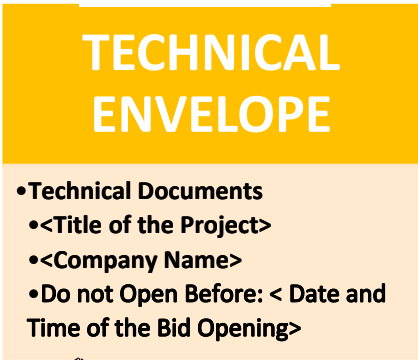 TECHNICAL
ENVELOPE
•Technical Documents
•<Title of the Project>
•<Company Name>
•Do not Open Before: < Date and
Time of the Bid Opening>